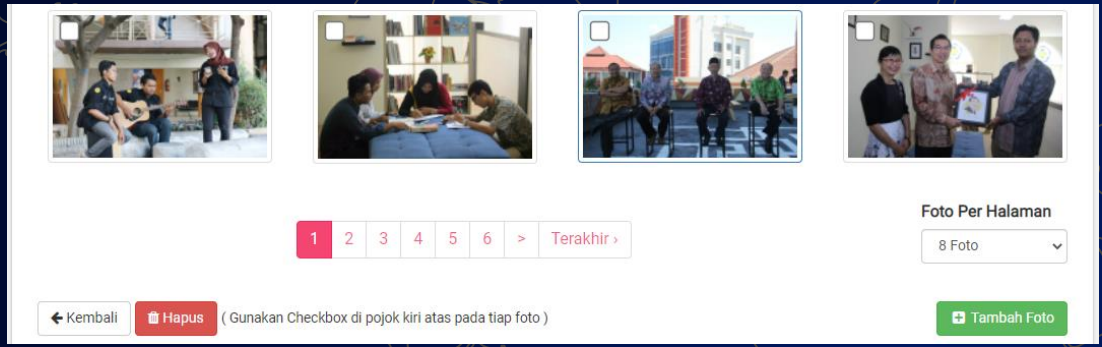 Foto Per Halaman
1 2 3 4 5 6 > Terakhir ›
8 Foto
Kembali Hapus ( Gunakan Checkbox di pojok kiri atas pada tiap foto ) Tambah Foto